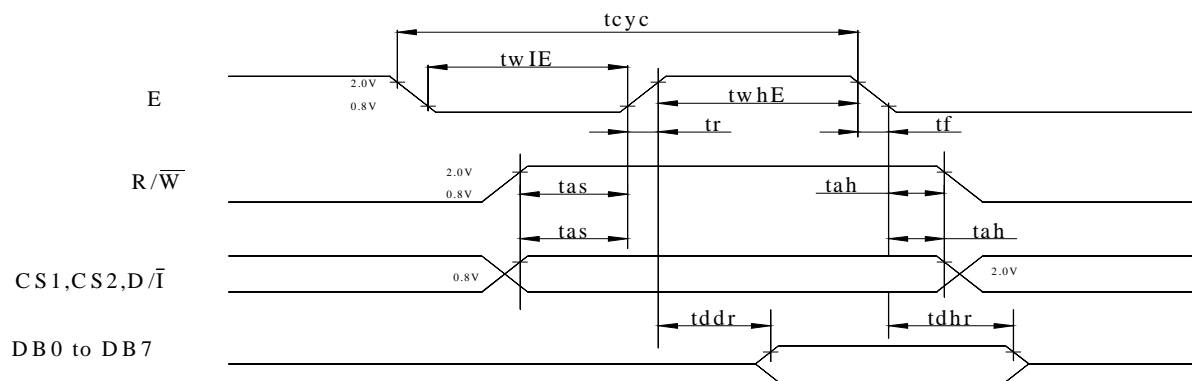 tcyc
twIE
2.0V
E
0.8V
twhE
tr
tf
R/W̅
2.0V
0.8V
tas
tah
tas
tah
CS1,CS2,D/I̅
0.8V
2.0V
tddr
tdhr
DB0 to DB7